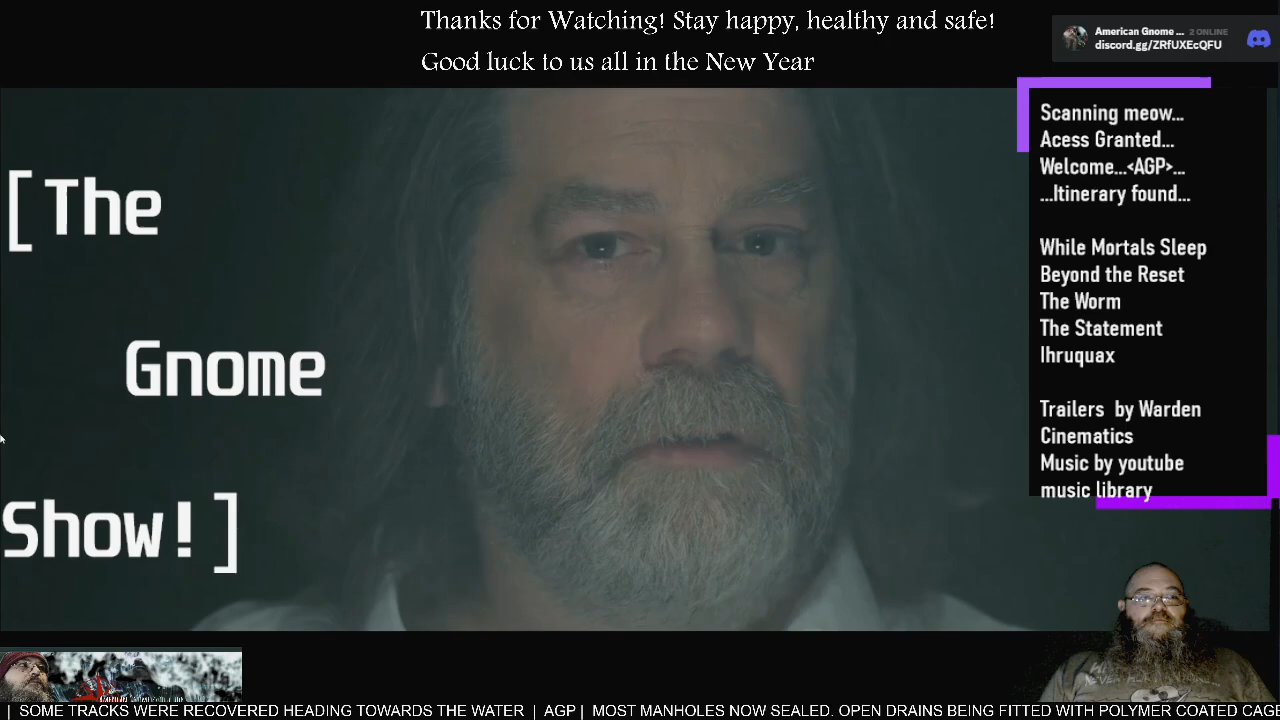 Thanks for Watching! Stay happy, healthy and safe!
Good luck to us all in the New Year
American Gnome ... 2 ONLINE
discord.gg/ZRfUXEcQFU
[The
Gnome
Show!]
Scanning meow...
Acess Granted...
Welcome...<AGP>...
...Itinerary found...
While Mortals Sleep
Beyond the Reset
The Worm
The Statement
Ihruquax
Trailers by Warden
Cinematics
Music by youtube
music library
| SOME TRACKS WERE RECOVERED HEADING TOWARDS THE WATER | AGP | MOST MANHOLES NOW SEALED. OPEN DRAINS BEING FITTED WITH POLYMER COATED CAGE